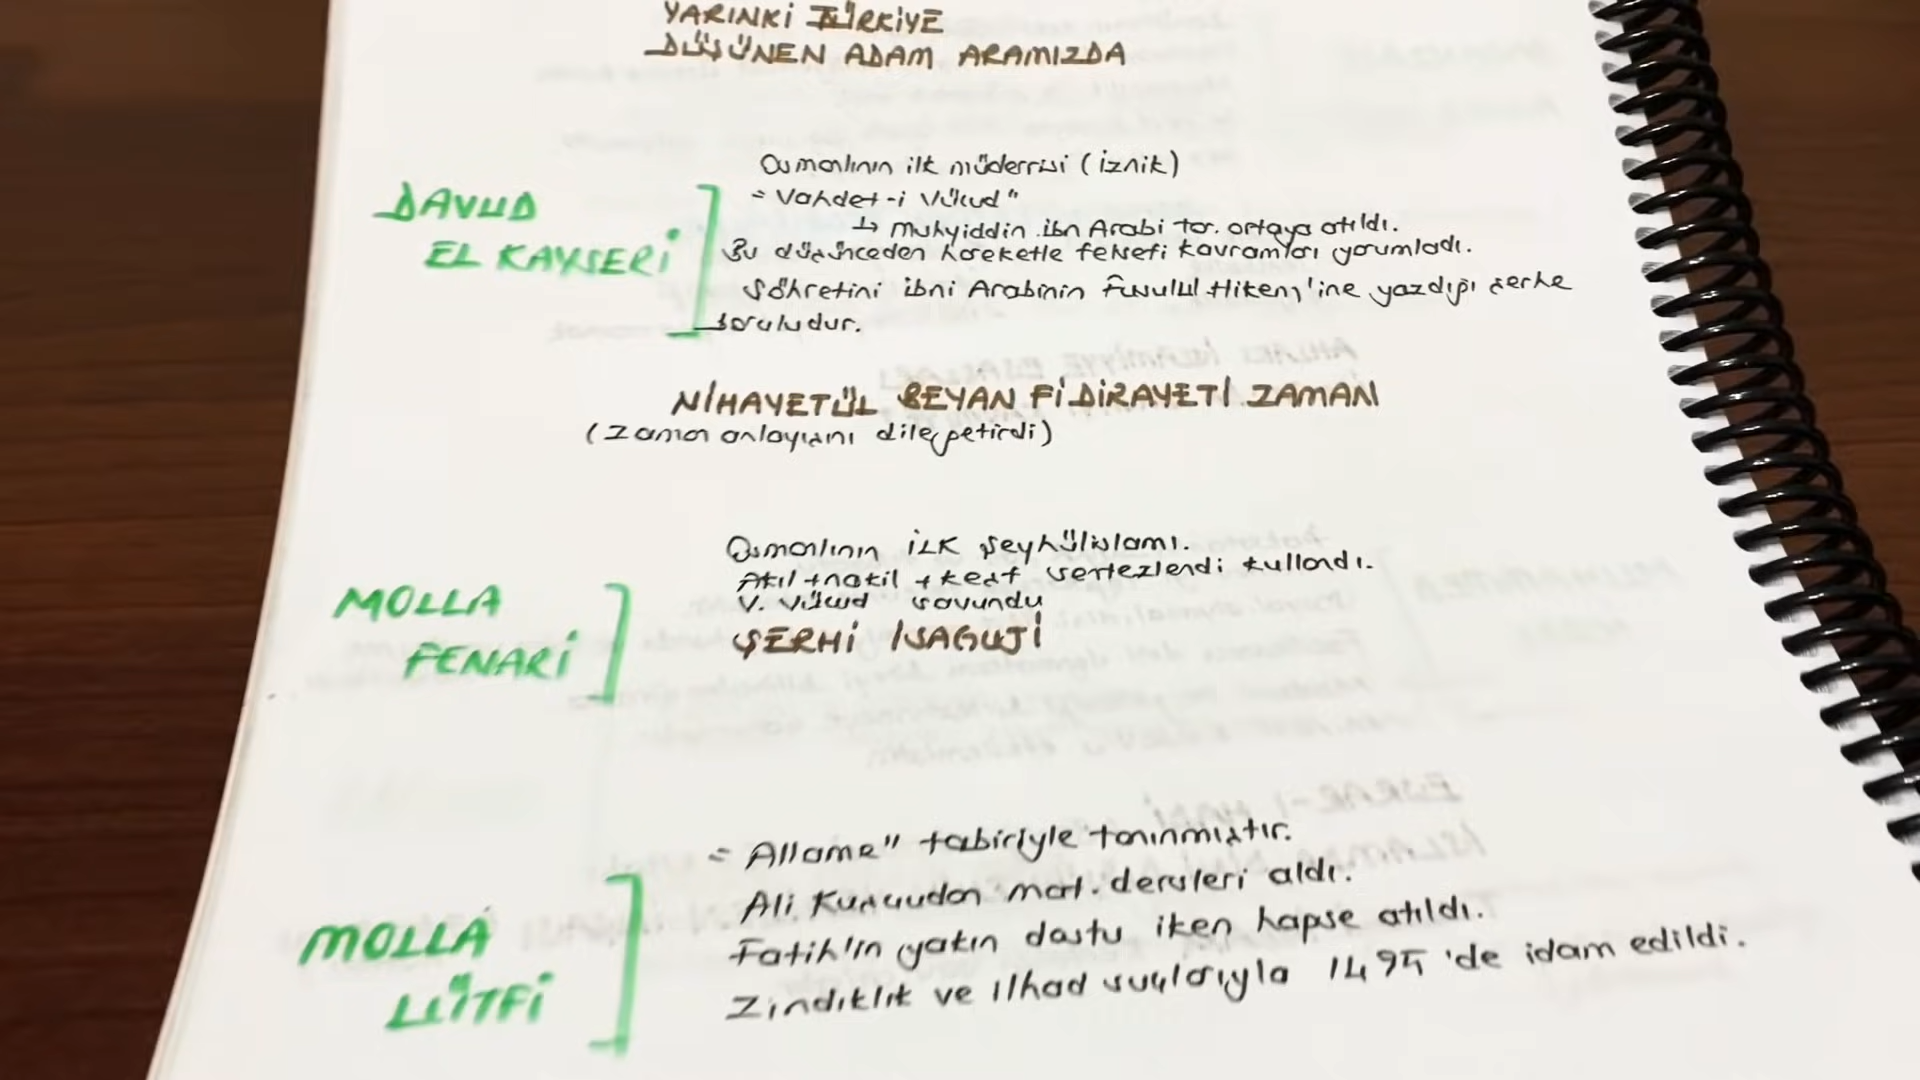 YARINKİ TÜRKİYE
DÜŞÜNEN ADAM ARAMIZDA
Osmanlının ilk müderrisi (İznik)
DAVUD
EL KAYSERİ
"Vahdet-i Vücud"
↳ Muhyiddin ibn Arabi tar. ortaya atıldı.
Bu düşünceden hareketle felsefi kavramları yorumladı.
Şöhretini ibni Arabinin Fusulül Hikem'ine yazdığı şerhe
borçludur.
NİHAYETÜL BEYAN Fİ DİRAYETİ ZAMAN
(Zaman anlayışını dile getirdi)
Osmanlının İLK şeyhülislamı.
MOLLA
FENARİ
Akıl + nakil + keşf sentezlendi kullandı.
V. Vücud savundu
ŞERHİ İSAGUJİ
"Allame" tabiriyle tanınmıştır.
MOLLA
LÜTFİ
Ali Kuşçudan mat. dersleri aldı.
Fatih'in yakın dostu iken hapse atıldı.
Zındıklık ve ilhad suçlarıyla 1495'de idam edildi.